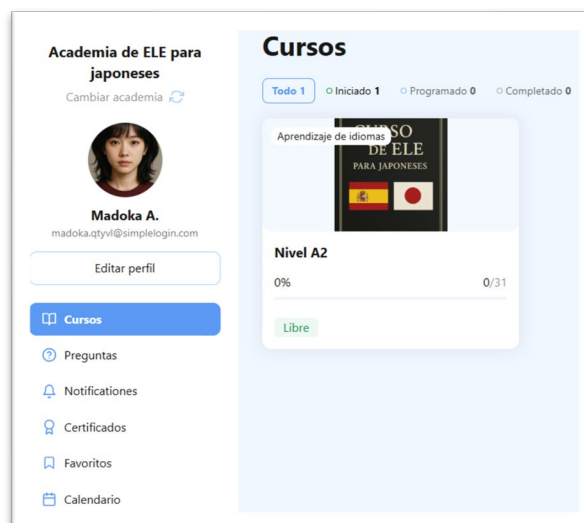 Academia de ELE para
japoneses
Cambiar academia
Madoka A.
madoka.qtyvl@simplelogin.com
Editar perfil
Cursos
Preguntas
Notificationes
Certificados
Favoritos
Calendario
Cursos
Todo 1
Iniciado 1
Programado 0
Completado 0
Aprendizaje de idiomas
CURSO
DE ELE
PARA JAPONESES
Nivel A2
0%
0/31
Libre